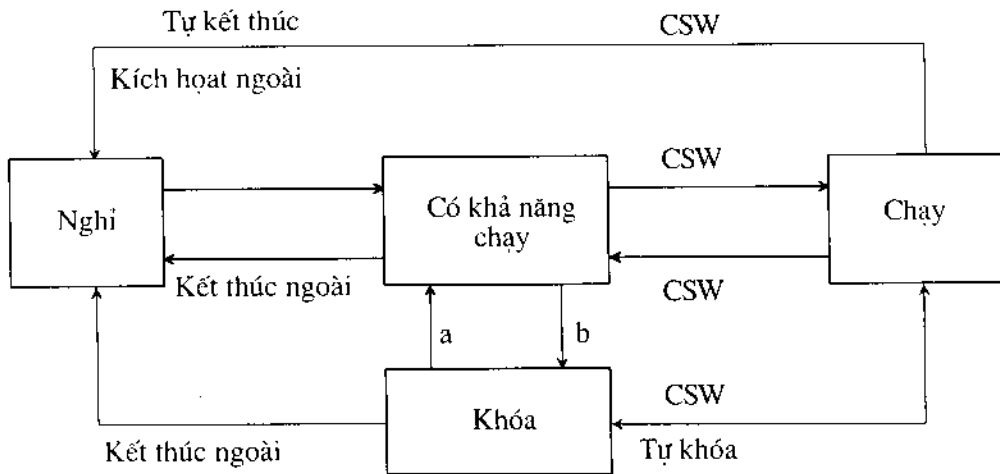 Tự kết thúc
CSW
Kích họat ngoài
CSW
Nghỉ
Có khả năng
chạy
Chạy
Kết thúc ngoài
CSW
a
b
Khóa
CSW
Kết thúc ngoài
Tự khóa